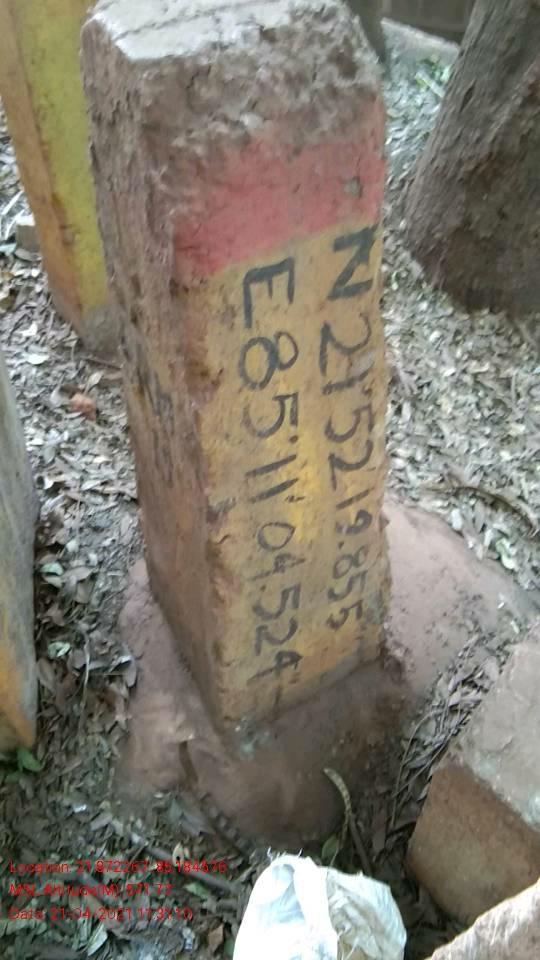 N 21°52'19.855"
E 85°11'04.524"
Location: 21.872267, 85.184576
MSL Altitude(M): 571.77
Date: 21-04-2021 11:31:10